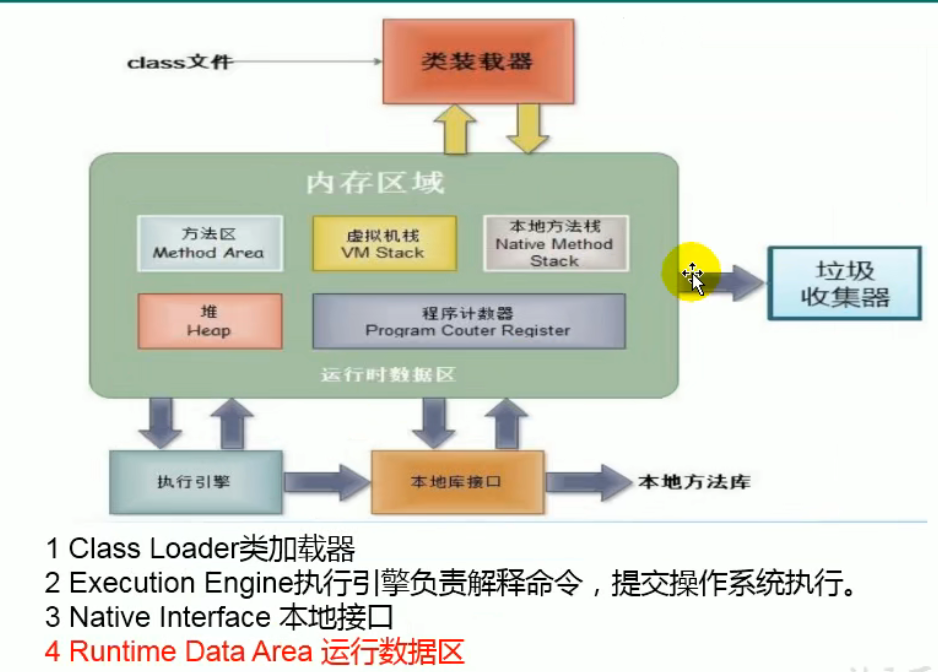 class文件
类装载器
内存区域
方法区
Method Area
虚拟机栈
VM Stack
本地方法栈
Native Method
Stack
堆
Heap
程序计数器
Program Couter Register
运行时数据区
垃圾
收集器
执行引擎
本地库接口
本地方法库
1 Class Loader类加载器
2 Execution Engine执行引擎负责解释命令，提交操作系统执行。
3 Native Interface 本地接口
4 Runtime Data Area 运行数据区